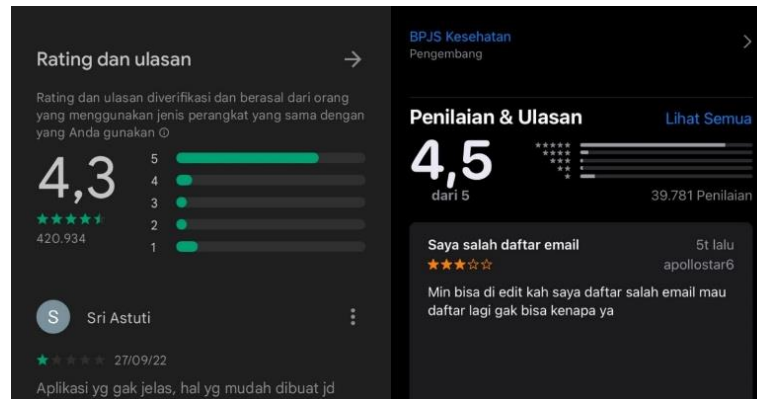 Rating dan ulasan
Rating dan ulasan diverifikasi dan berasal dari orang
yang menggunakan jenis perangkat yang sama dengan
yang Anda gunakan
4,3
5
4
3
2
1
420.934
S
Sri Astuti
27/09/22
Aplikasi yg gak jelas, hal yg mudah dibuat jd
BPJS Kesehatan
Pengembang
Penilaian & Ulasan
Lihat Semua
4,5
dari 5
39.781 Penilaian
Saya salah daftar email
5t lalu
apollostar6
Min bisa di edit kah saya daftar salah email mau
daftar lagi gak bisa kenapa ya